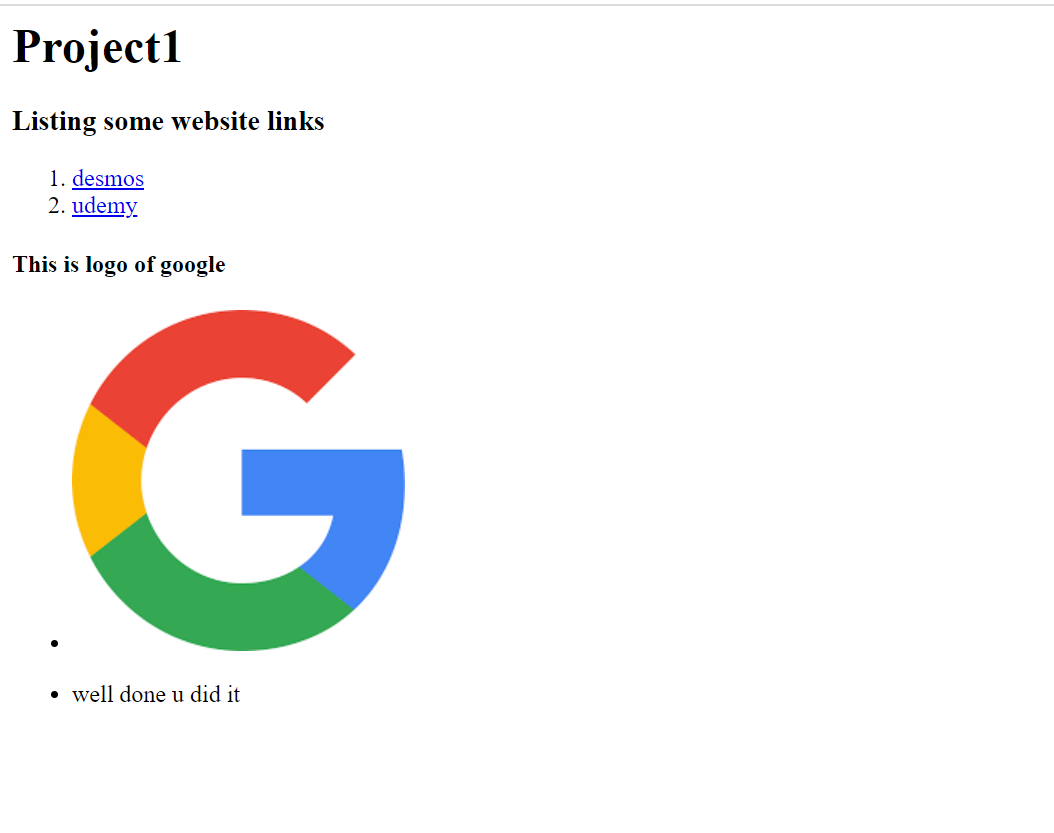 Project1
Listing some website links
1. desmos
2. udemy
This is logo of google
G
• well done u did it